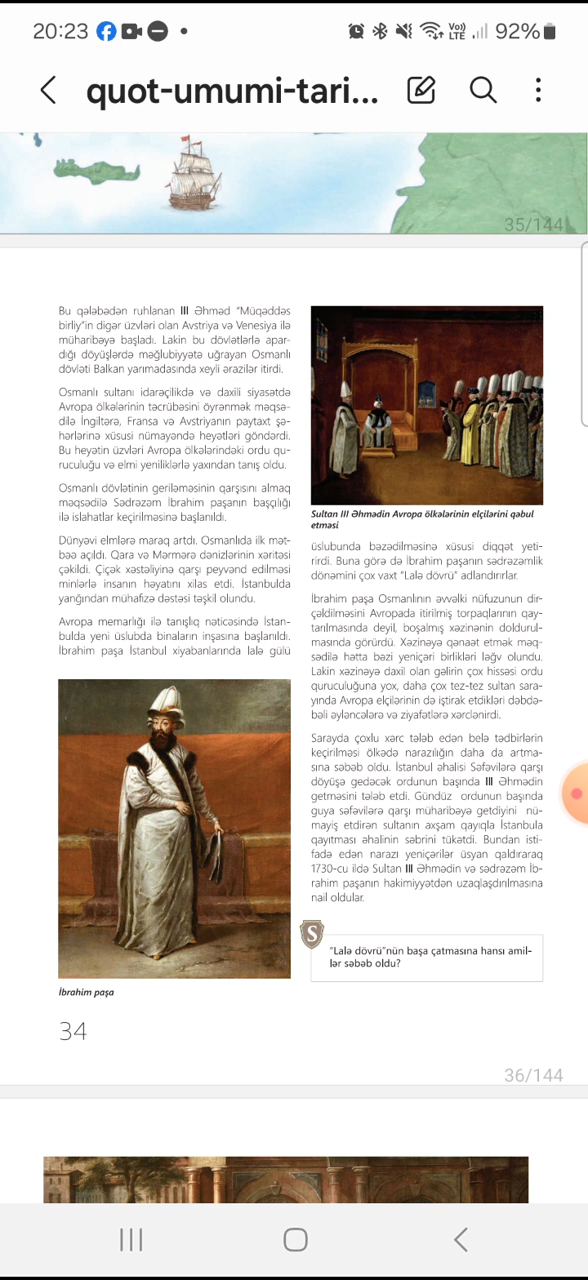 20:23
Vo))
LTE
92%
quot-umumi-tari...
35/144
Bu qələbədən ruhlanan III Əhməd "Müqəddəs
birliy"in digər üzvləri olan Avstriya və Venesiya ilə
müharibəyə başladı. Lakin bu dövlətlərlə apar-
dığı döyüşlərdə məğlubiyyətə uğrayan Osmanlı
dövləti Balkan yarımadasında xeyli ərazilər itirdi.
Osmanlı sultanı idarəçilikdə və daxili siyasətdə
Avropa ölkələrinin təcrübəsini öyrənmək məqsə-
dilə İngiltərə, Fransa və Avstriyanın paytaxt şə-
hərlərinə xüsusi nümayəndə heyətləri göndərdi.
Bu heyətin üzvləri Avropa ölkələrindəki ordu qu-
ruculuğu və elmi yeniliklərlə yaxından tanış oldu.
Osmanlı dövlətinin geriləməsinin qarşısını almaq
məqsədilə Sədrəzəm İbrahim paşanın başçılığı
ilə islahatlar keçirilməsinə başlanıldı.
Dünyəvi elmlərə maraq artdı. Osmanlıda ilk mət-
bəə açıldı. Qara və Mərmərə dənizlərinin xəritəsi
çəkildi. Çiçək xəstəliyinə qarşı peyvənd edilməsi
minlərlə insanın həyatını xilas etdi. İstanbulda
yanğından mühafizə dəstəsi təşkil olundu.
Avropa memarlığı ilə tanışlıq nəticəsində İstan-
bulda yeni üslubda binaların inşasına başlanıldı.
İbrahim paşa İstanbul xiyabanlarında lalə gülü
İbrahim paşa
34
Sultan III Əhmədin Avropa ölkələrinin elçilərini qəbul
etməsi
üslubunda bəzədilməsinə xüsusi diqqət yeti-
rirdi. Buna görə də İbrahim paşanın sədrəzəmlik
dönəmini çox vaxt "Lalə dövrü" adlandırırlar.
İbrahim paşa Osmanlının əvvəlki nüfuzunun dir-
çəldilməsini Avropada itirilmiş torpaqlarının qay-
tarılmasında deyil, boşalmış xəzinənin doldurul-
masında görürdü. Xəzinəyə qənaət etmək məq-
sədilə hətta bəzi yeniçəri birlikləri ləğv olundu.
Lakin xəzinəyə daxil olan gəlirin çox hissəsi ordu
quruculuğuna yox, daha çox tez-tez sultan sara-
yında Avropa elçilərinin də iştirak etdikləri dəbdə-
bəli əyləncələrə və ziyafətlərə xərclənirdi.
Sarayda çoxlu xərc tələb edən belə tədbirlərin
keçirilməsi ölkədə narazılığın daha da artma-
sına səbəb oldu. İstanbul əhalisi Səfəvilərə qarşı
döyüşə gedəcək ordunun başında III Əhmədin
getməsini tələb etdi. Gündüz ordunun başında
guya səfəvilərə qarşı müharibəyə getdiyini nü-
mayiş etdirən sultanın axşam qayıqla İstanbula
qayıtması əhalinin səbrini tükətdi. Bundan isti-
fadə edən narazı yeniçərilər üsyan qaldıraraq
1730-cu ildə Sultan III Əhmədin və sədrəzəm İb-
rahim paşanın hakimiyyətdən uzaqlaşdırılmasına
nail oldular.
S
"Lalə dövrü"nün başa çatmasına hansı amil-
lər səbəb oldu?
36/144